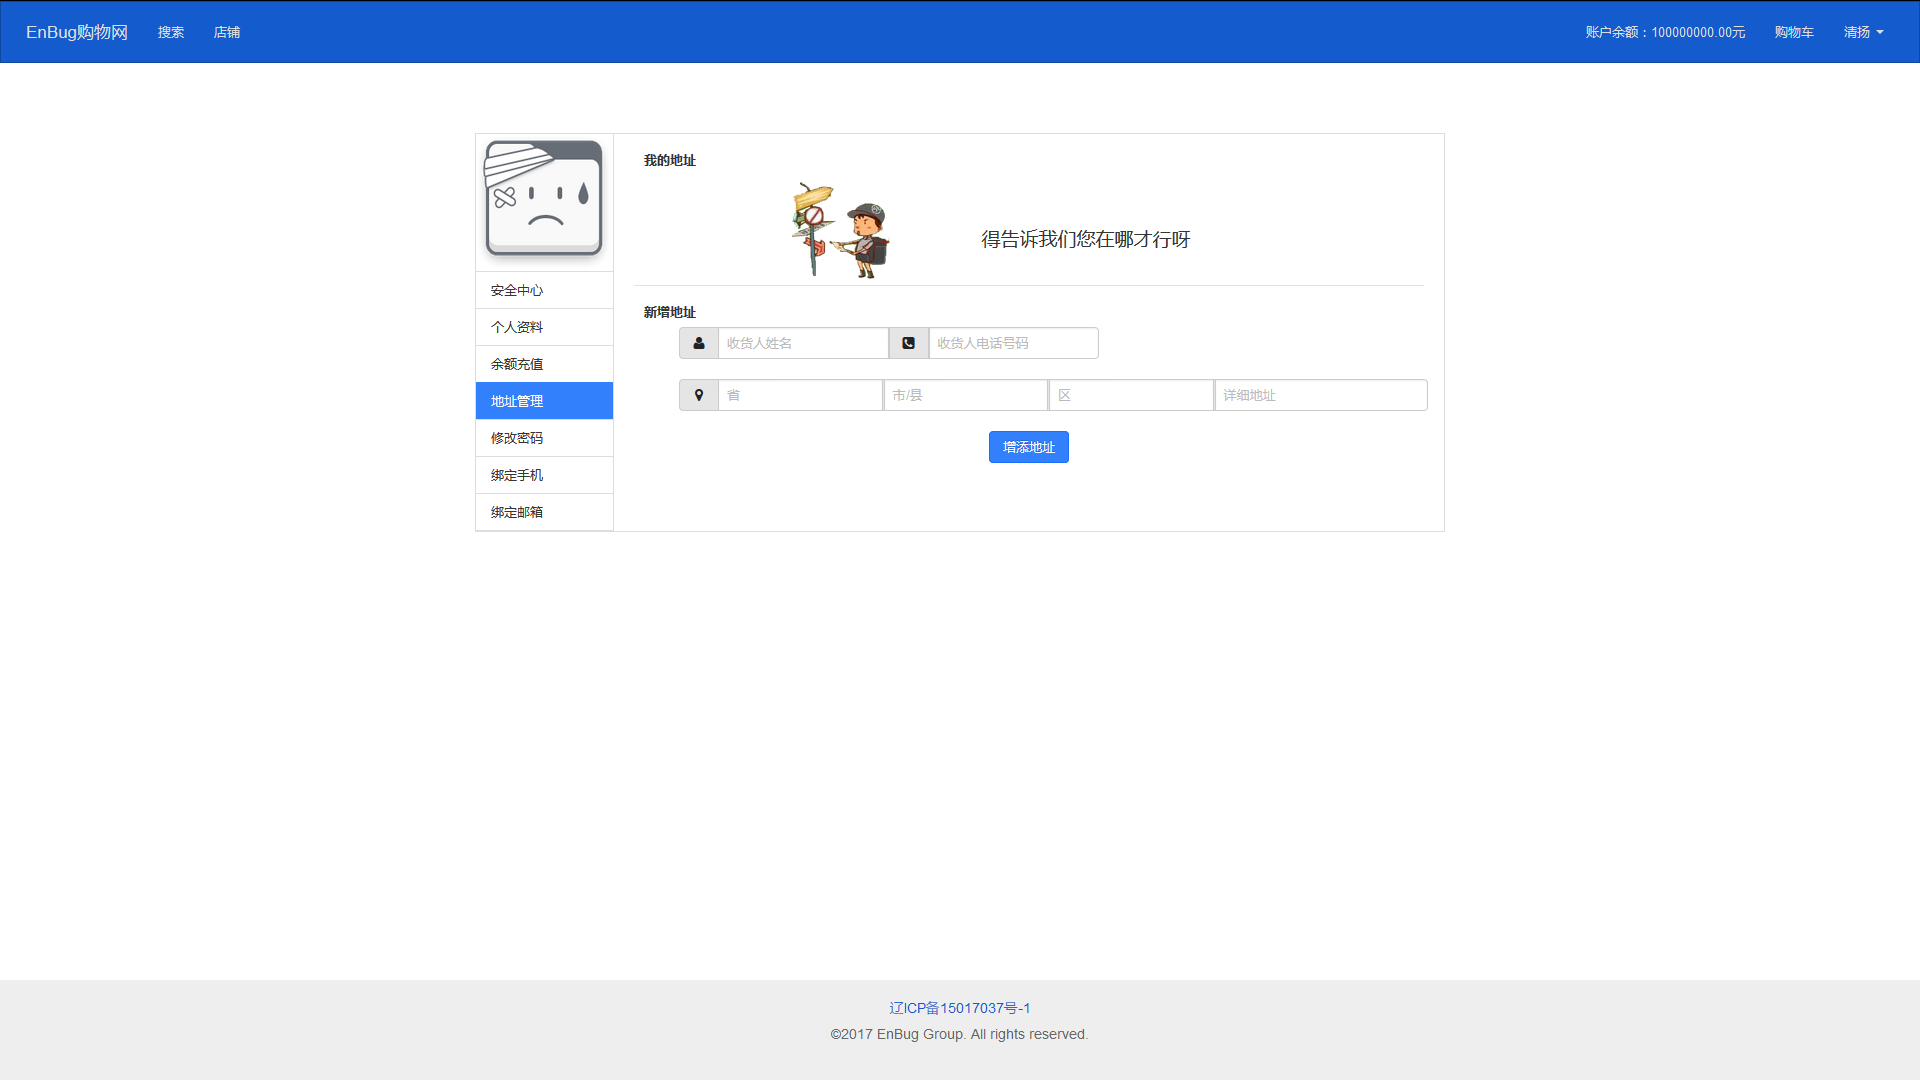 EnBug购物网 搜索 店铺 账户余额：100000000.00元 购物车 清扬
我的地址
得告诉我们您在哪才行呀
安全中心
个人资料
余额充值
地址管理
修改密码
绑定手机
绑定邮箱
新增地址
收货人姓名 收货人电话号码
省 市/县 区 详细地址
增添地址
辽ICP备15017037号-1
©2017 EnBug Group. All rights reserved.